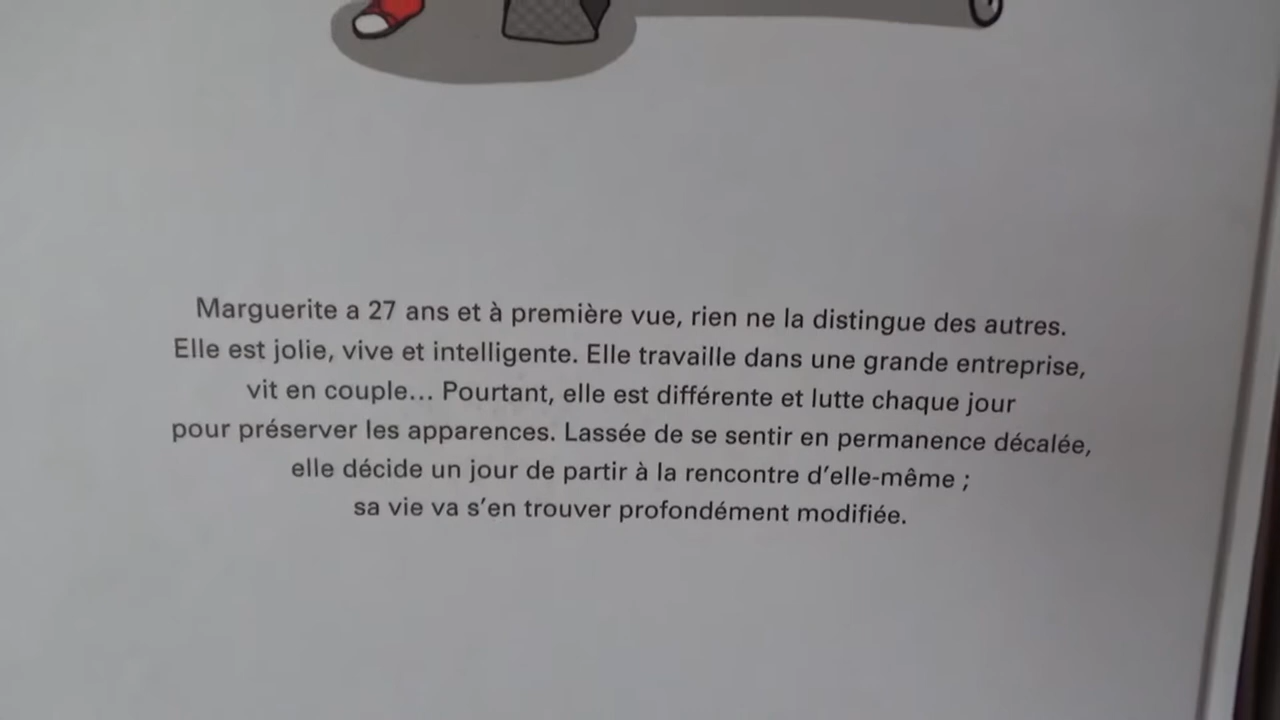 Marguerite a 27 ans et à première vue, rien ne la distingue des autres.
Elle est jolie, vive et intelligente. Elle travaille dans une grande entreprise,
vit en couple... Pourtant, elle est différente et lutte chaque jour
pour préserver les apparences. Lassée de se sentir en permanence décalée,
elle décide un jour de partir à la rencontre d'elle-même ;
sa vie va s'en trouver profondément modifiée.